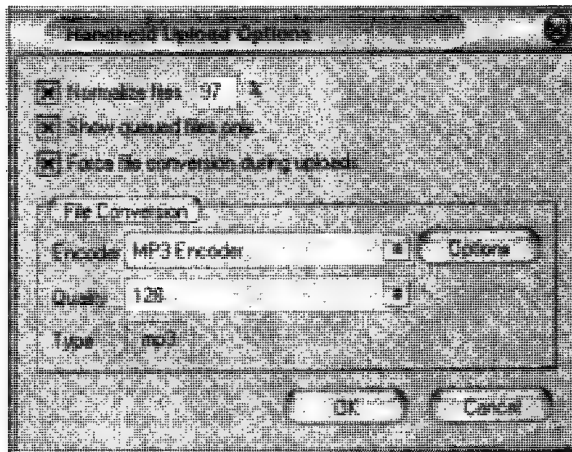 Handheld Upload Options
Normalize files 97 %
Show queued files only
Force file conversion during uploads
File Conversion
Encoder MP3 Encoder Options
Quality 128
Type mp3
OK Cancel